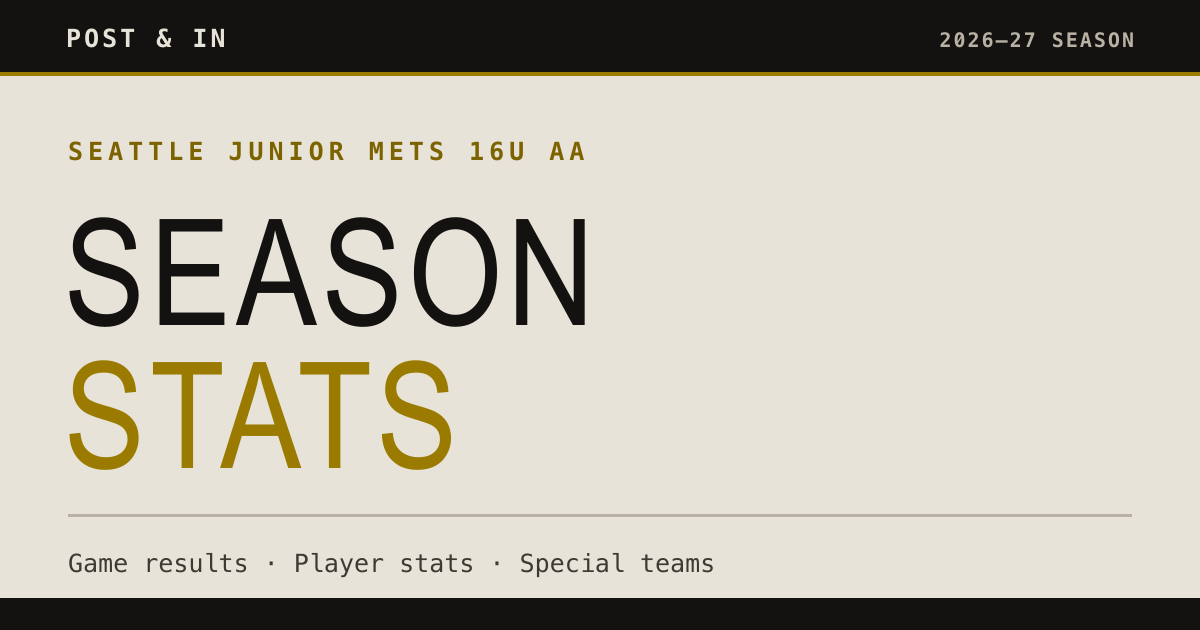 POST & IN
2026–27 SEASON
SEATTLE JUNIOR METS 16U AA
SEASON
STATS
Game results · Player stats · Special teams